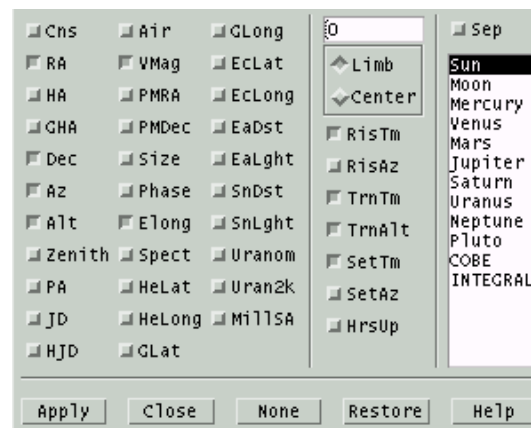 Cns Air GLong O Sep
RA VMag EcLat Limb Sun
HA PMRA EcLong Center Moon
GHA PMDec EaDst RisTm Mercury
Dec Size EaLght RisAz Venus
Az Phase SnDst TrnTm Mars
Alt Elong SnLght TrnAlt Jupiter
Zenith Spect Uranom SetTm Saturn
PA HeLat Uran2k SetAz Uranus
JD HeLong MillSA HrsUp Neptune
HJD GLat Pluto
COBE
INTEGRAL
Apply Close None Restore Help